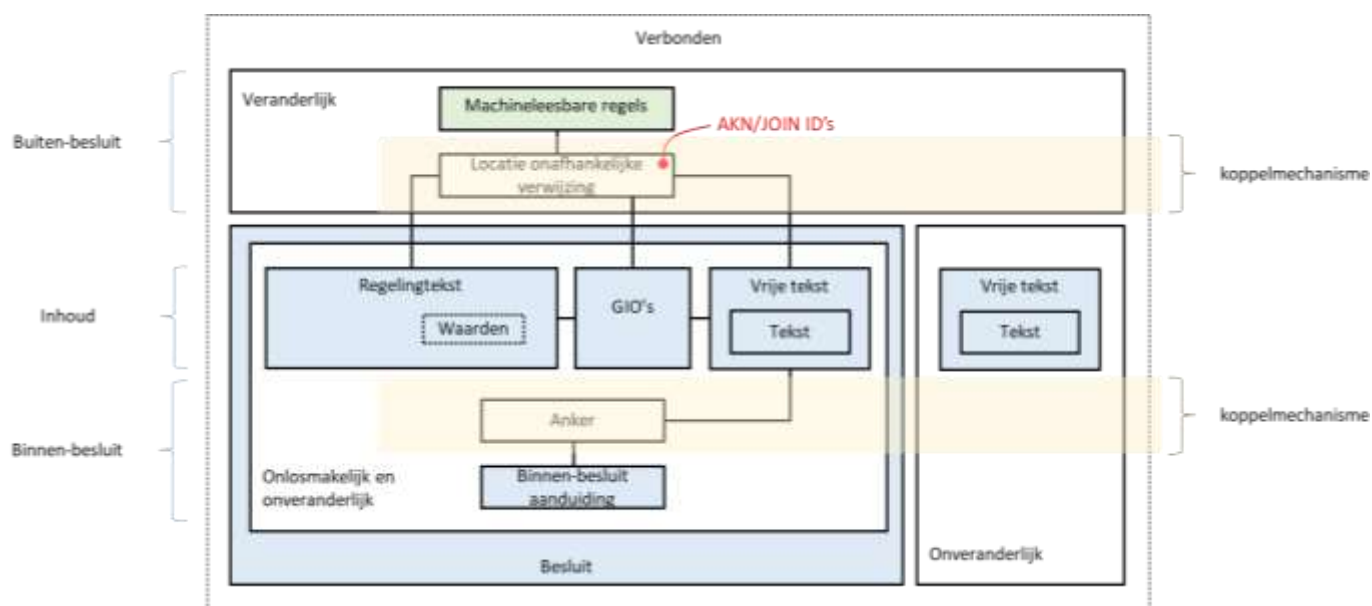 Verbonden
Veranderlijk
Machineleesbare regels
AKN/JOIN ID's
Buiten-besluit
Locatie onafhankelijke
verwijzing
koppelmechanisme
Regelingtekst
Waarden
GIO's
Vrije tekst
Tekst
Vrije tekst
Tekst
Inhoud
Anker
koppelmechanisme
Binnen-besluit
Onlosmakelijk en
onveranderlijk
Binnen-besluit
aanduiding
Besluit
Onveranderlijk